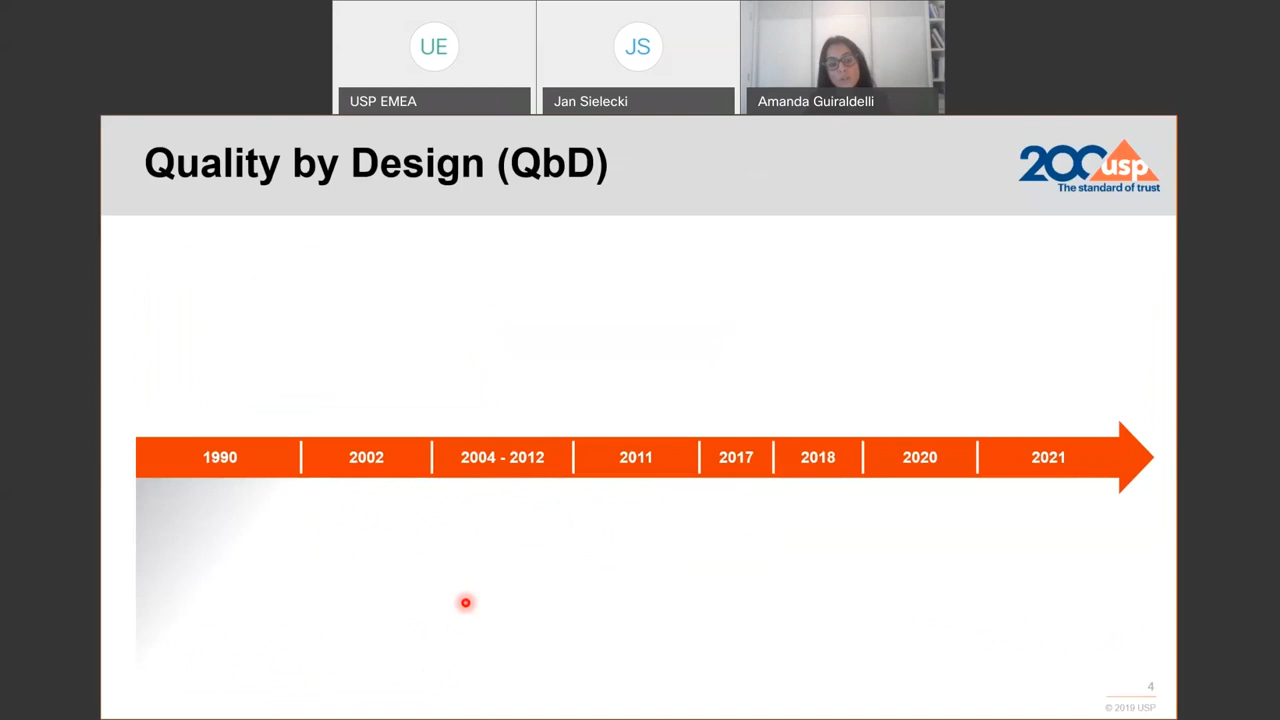 UE
JS
USP EMEA
Jan Sielecki
Amanda Guiraldelli
Quality by Design (QbD)
200 usp
The standard of trust
1990
2002
2004 - 2012
2011
2017
2018
2020
2021
4
© 2019 USP